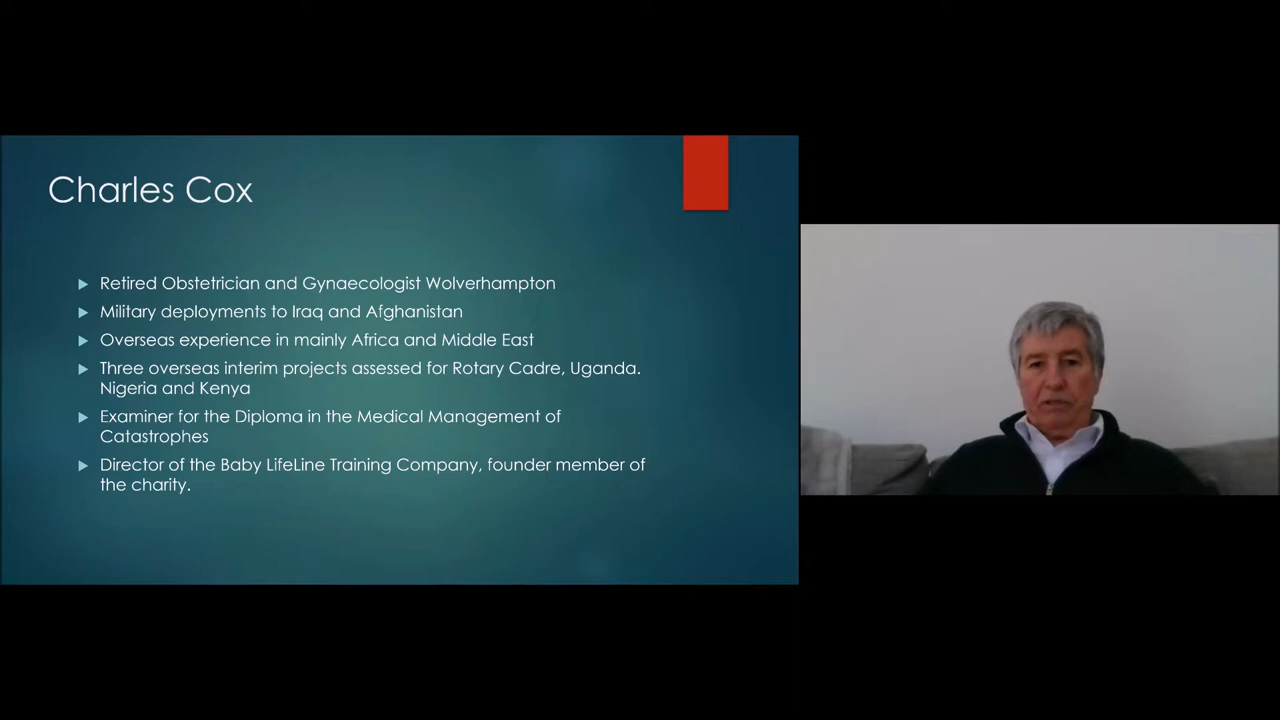 Charles Cox
Retired Obstetrician and Gynaecologist Wolverhampton
Military deployments to Iraq and Afghanistan
Overseas experience in mainly Africa and Middle East
Three overseas interim projects assessed for Rotary Cadre, Uganda.
Nigeria and Kenya
Examiner for the Diploma in the Medical Management of
Catastrophes
Director of the Baby LifeLine Training Company, founder member of
the charity.